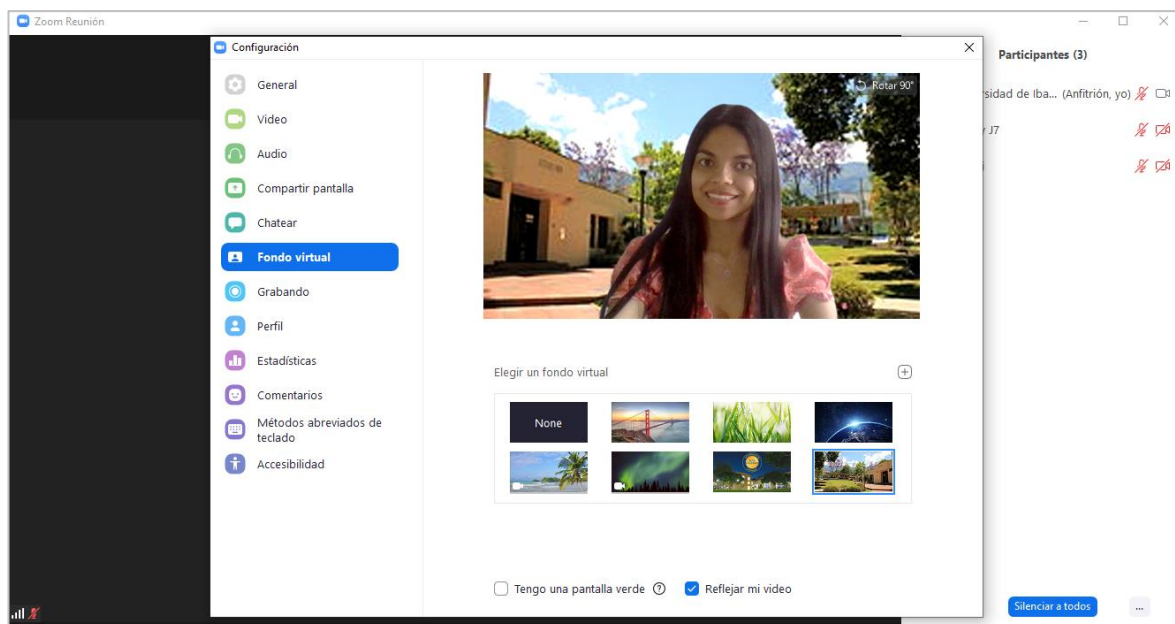 Zoom Reunión
Configuración
General
Video
Audio
Compartir pantalla
Chatear
Fondo virtual
Grabando
Perfil
Estadísticas
Comentarios
Métodos abreviados de
teclado
Accesibilidad
Rotar 90°
Elegir un fondo virtual
None
Tengo una pantalla verde
Reflejar mi video
Participantes (3)
rsidad de Iba... (Anfitrión, yo)
J7
Silenciar a todos
...